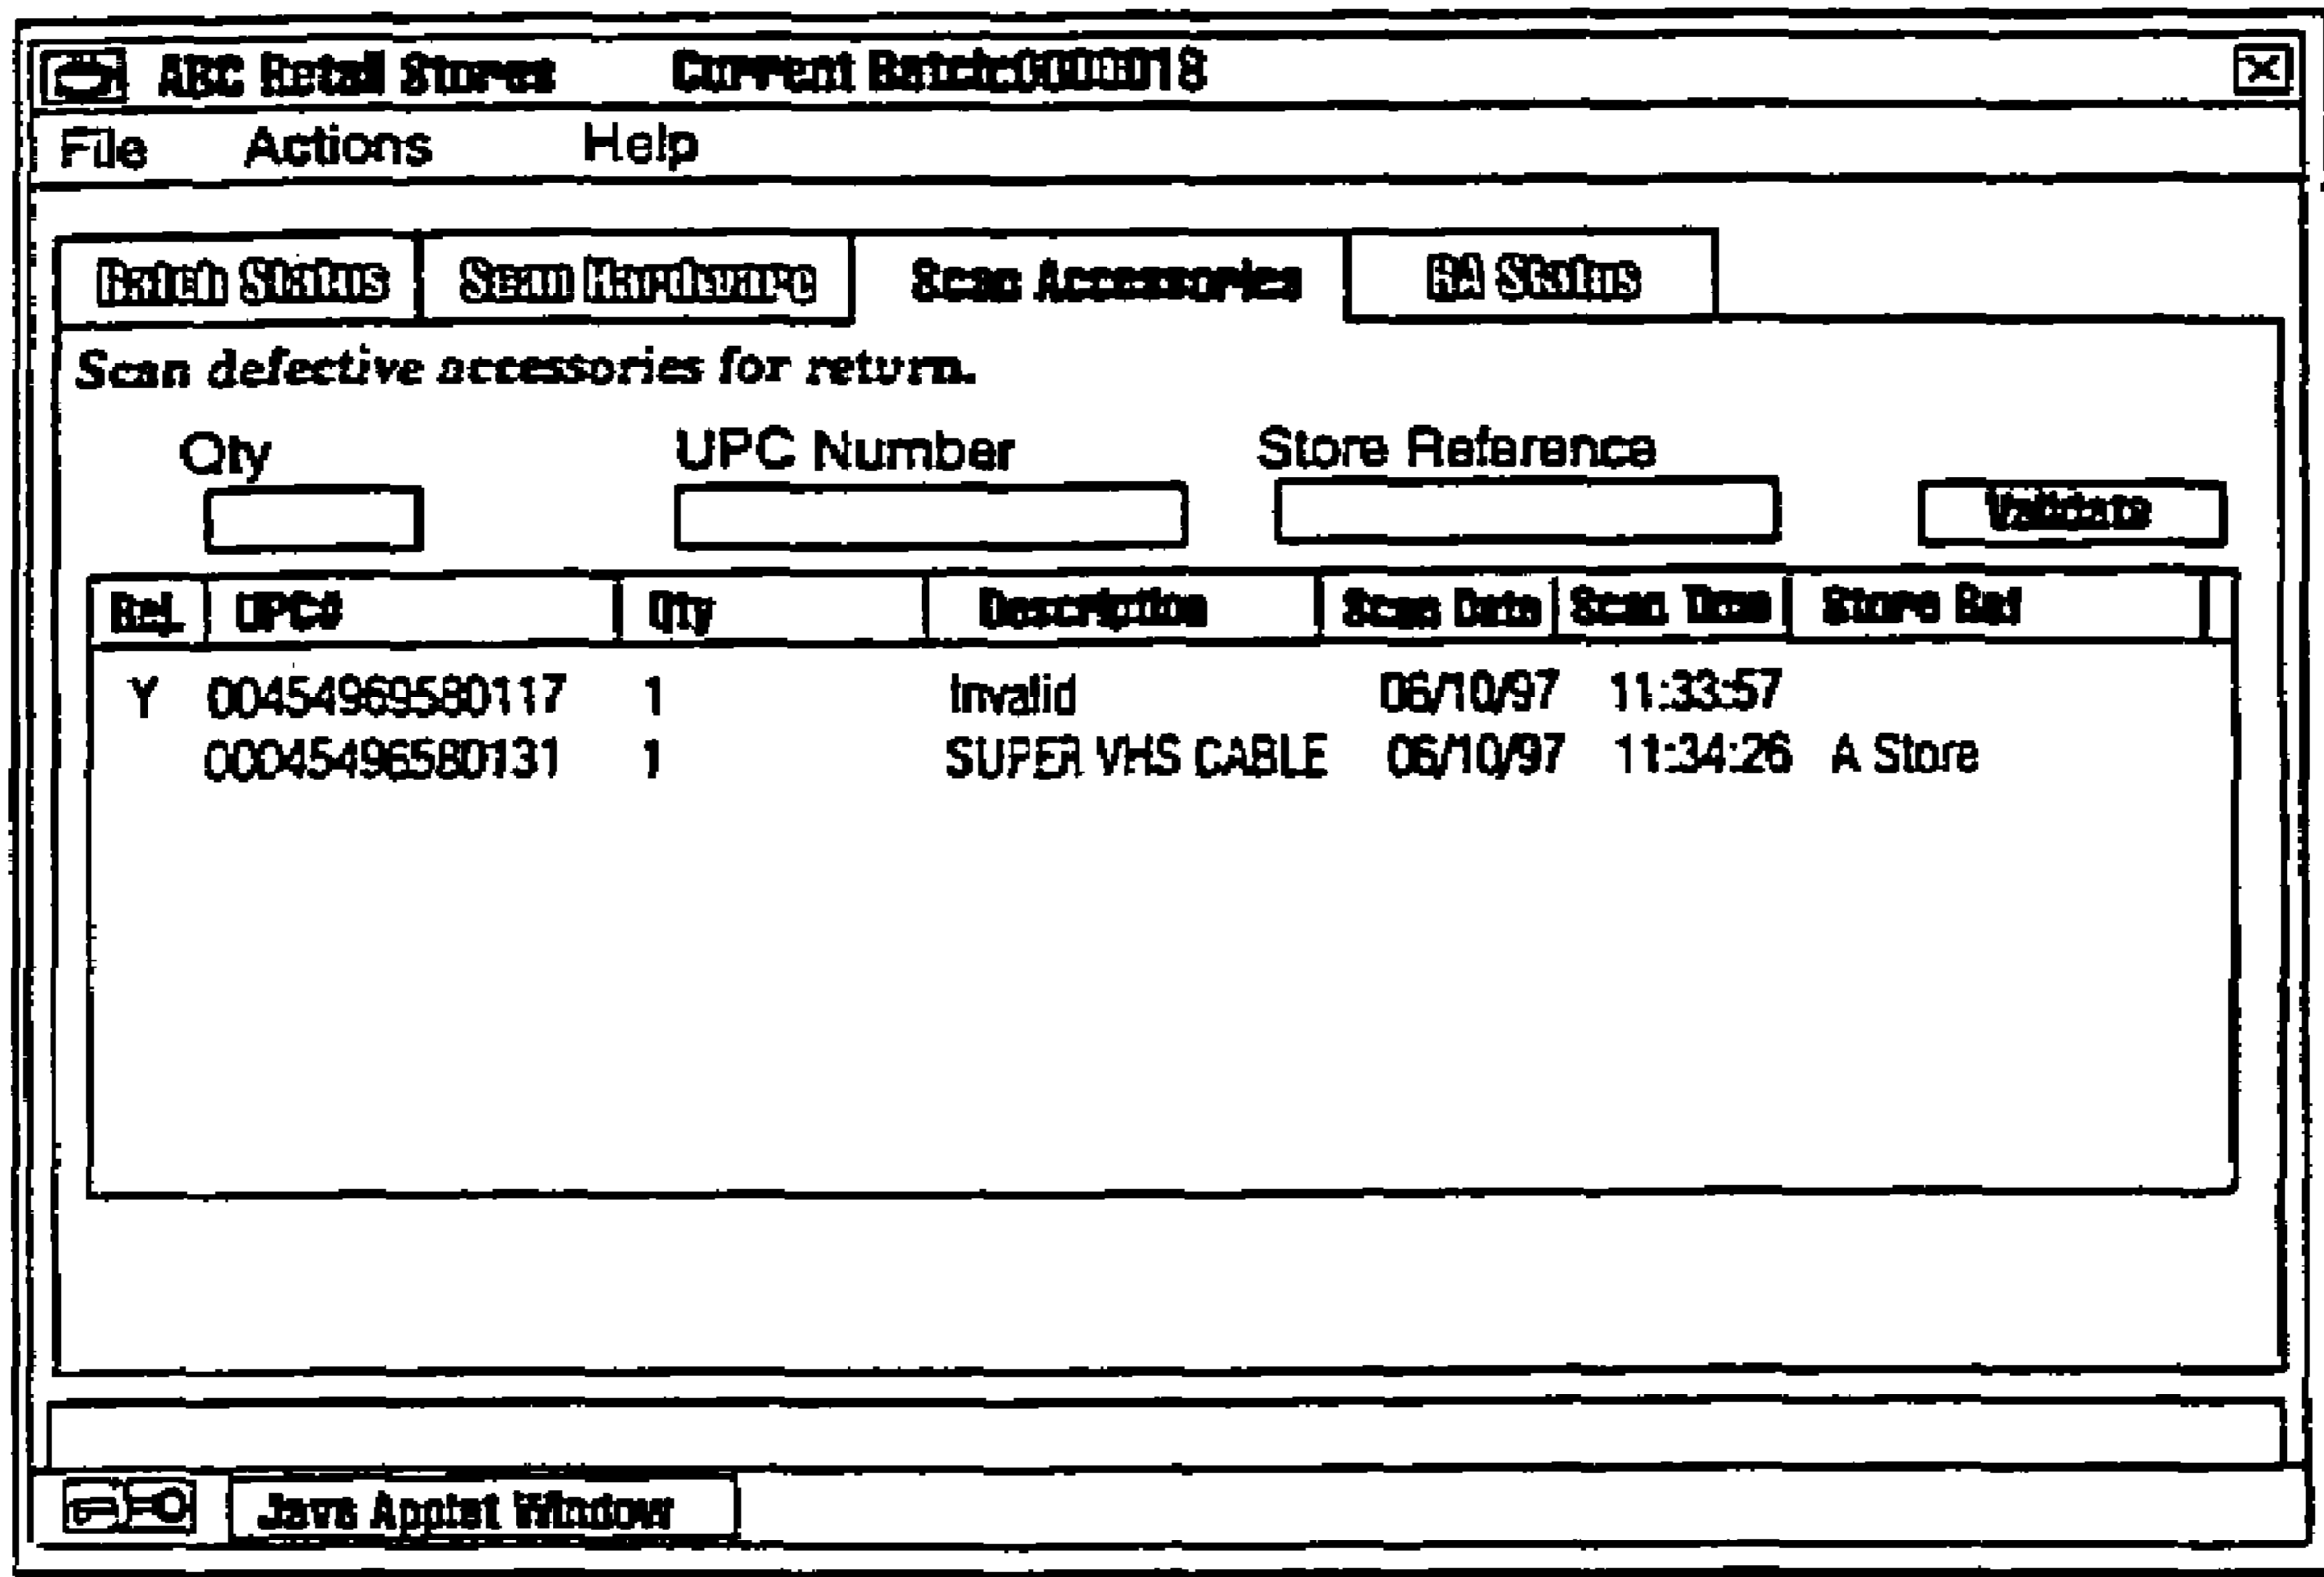 ABC Retail Stores Current Batch:0000018
File Actions Help
Batch Status Scan Hardware Scan Accessories RA Status
Scan defective accessories for return.
Qty UPC Number Store Reference
Validate
UPC# Qty Description Scan Date Scan Time Store Ref
Y 00454969580117 1 Invalid 06/10/97 11:33:57
00045496580131 1 SUPER VHS CABLE 06/10/97 11:34:26 A Store
Java Applet Window